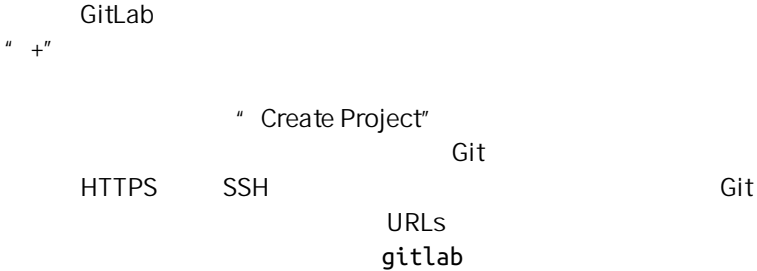 GitLab
“ +”
“ Create Project”
Git
HTTPS SSH Git
URLs
gitlab